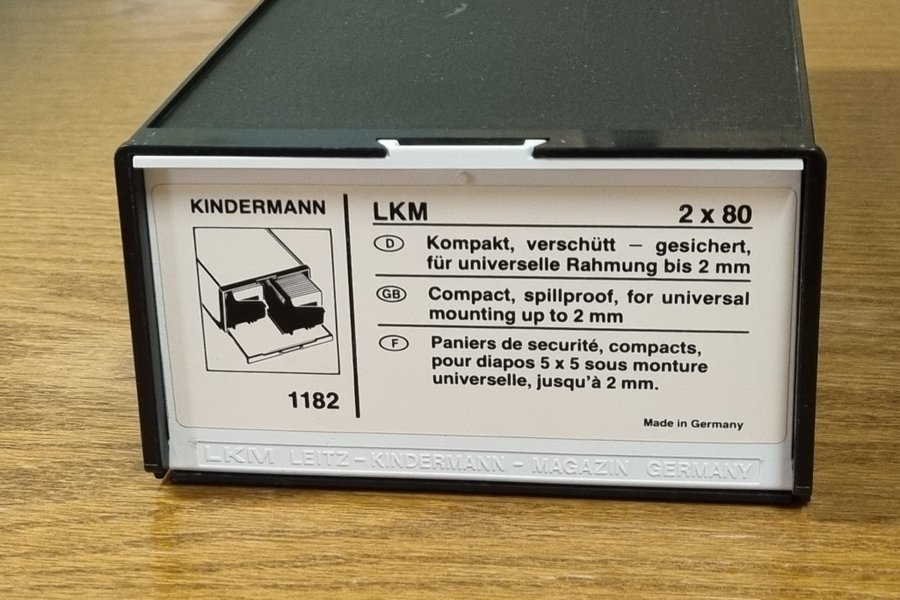 KINDERMANN
1182
LKM 2 x 80
D Kompakt, verschütt – gesichert,
für universelle Rahmung bis 2 mm
GB Compact, spillproof, for universal
mounting up to 2 mm
F Paniers de securité, compacts,
pour diapos 5 x 5 sous monture
universelle, jusqu'à 2 mm.
Made in Germany
LKM LEITZ – KINDERMANN – MAGAZIN GERMANY